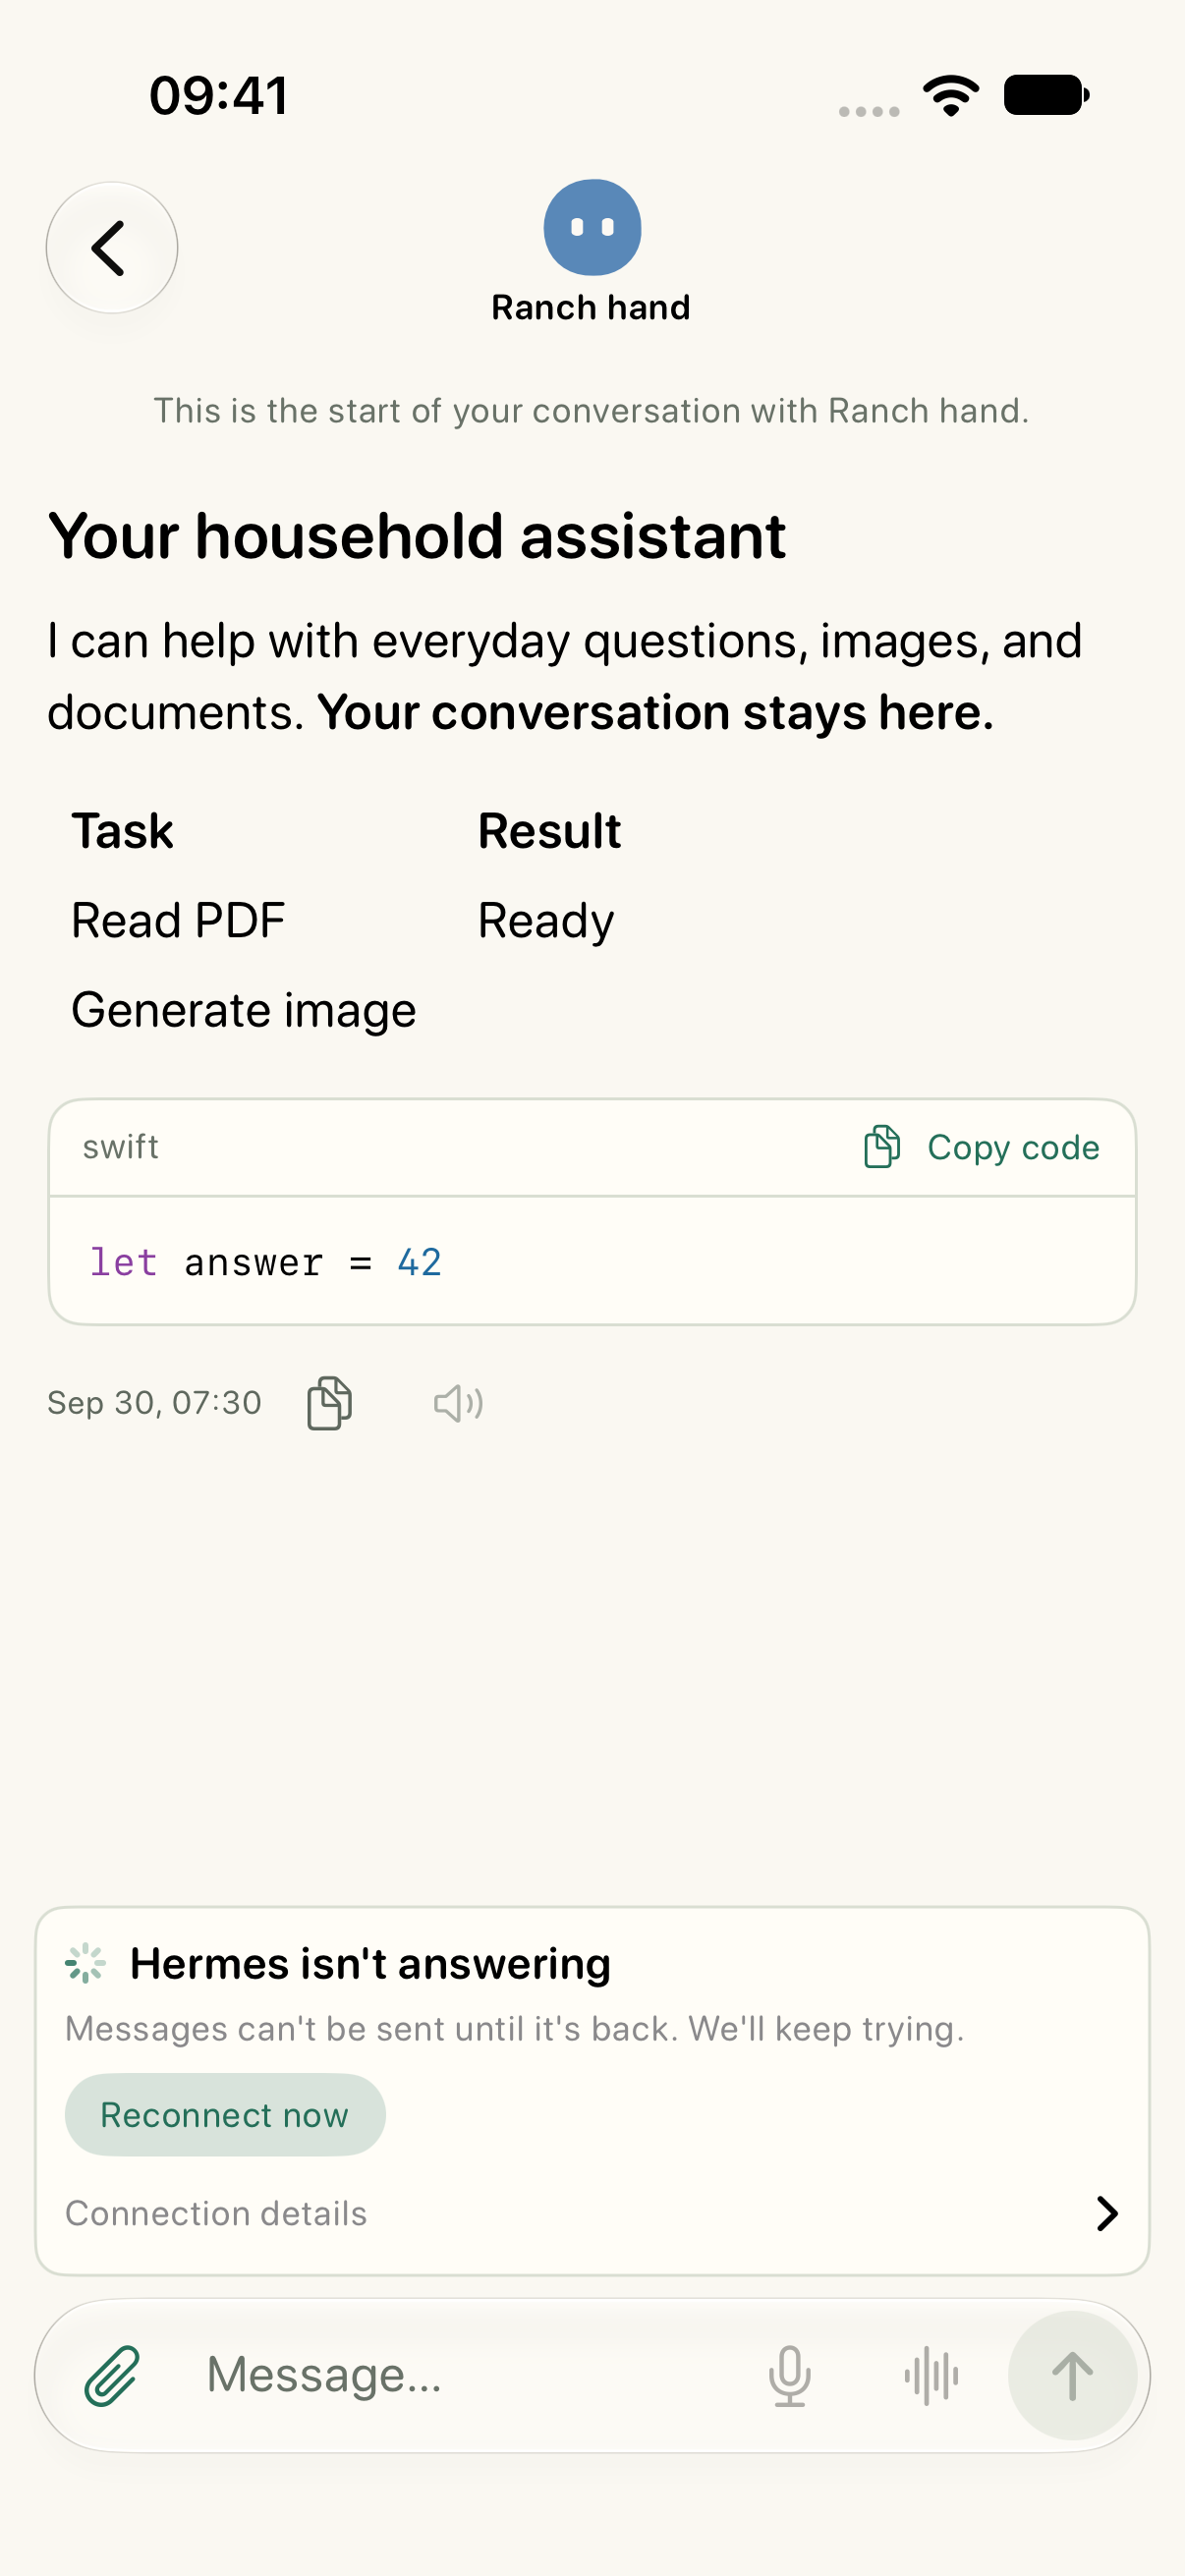 09:41
Ranch hand
This is the start of your conversation with Ranch hand.
Your household assistant
I can help with everyday questions, images, and
documents. Your conversation stays here.
Task Result
Read PDF Ready
Generate image
swift Copy code
let answer = 42
Sep 30, 07:30
Hermes isn't answering
Messages can't be sent until it's back. We'll keep trying.
Reconnect now
Connection details
Message...